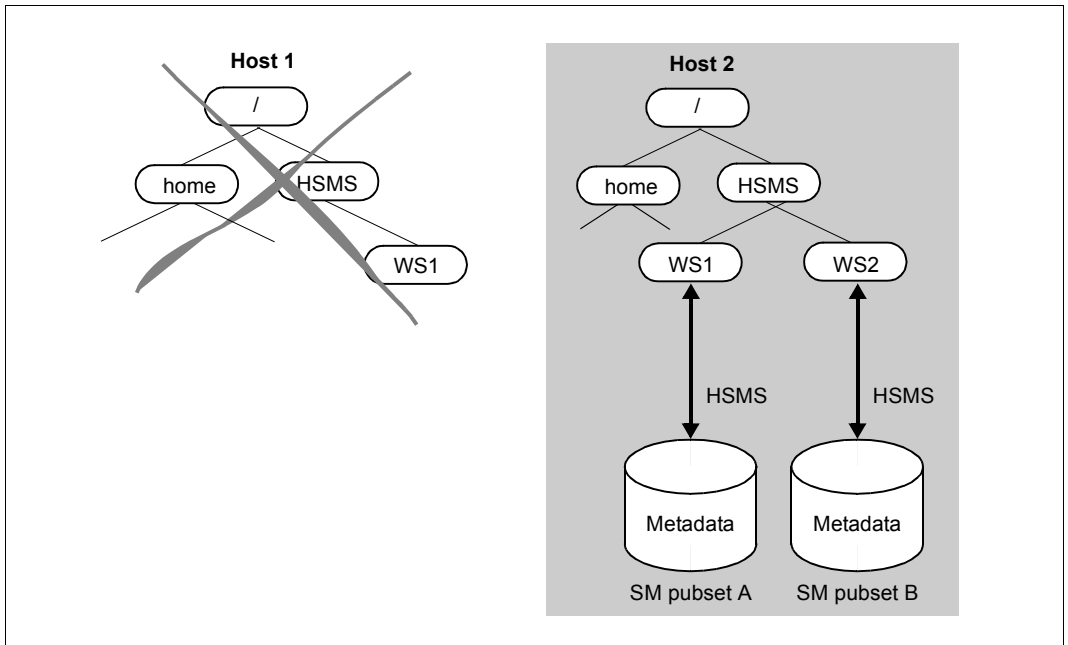 Host 1
/
home
HSMS
WS1
Host 2
/
home
HSMS
WS1
WS2
HSMS
HSMS
Metadata
Metadata
SM pubset A
SM pubset B